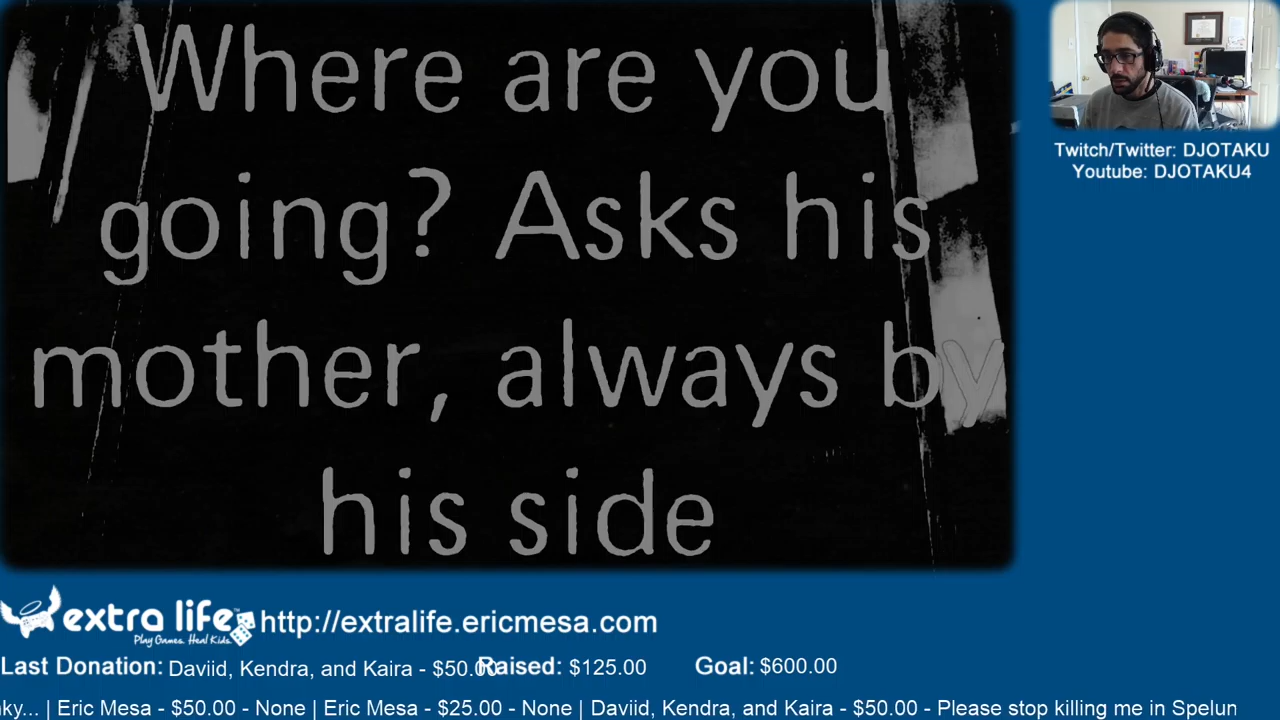 Where are you
going? Asks his
mother, always by
his side
Twitch/Twitter: DJOTAKU
Youtube: DJOTAKU4
extra life
Play Games. Heal Kids.
http://extralife.ericmesa.com
Last Donation: Daviid, Kendra, and Kaira - $50.00 Raised: $125.00 Goal: $600.00
nky... | Eric Mesa - $50.00 - None | Eric Mesa - $25.00 - None | Daviid, Kendra, and Kaira - $50.00 - Please stop killing me in Spelun